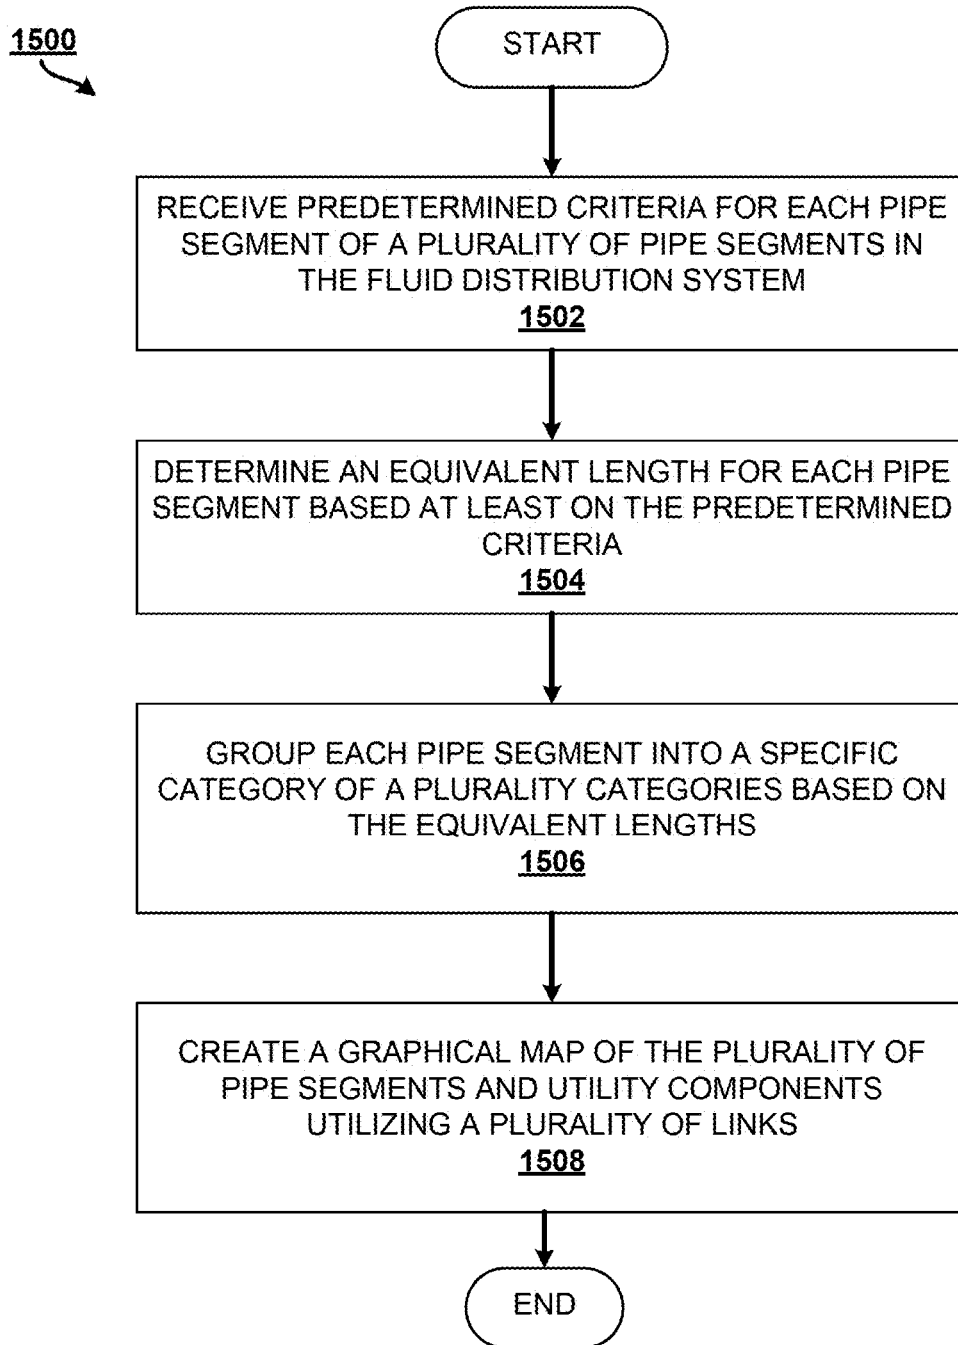 1500
START
RECEIVE PREDETERMINED CRITERIA FOR EACH PIPE
SEGMENT OF A PLURALITY OF PIPE SEGMENTS IN
THE FLUID DISTRIBUTION SYSTEM
1502
DETERMINE AN EQUIVALENT LENGTH FOR EACH PIPE
SEGMENT BASED AT LEAST ON THE PREDETERMINED
CRITERIA
1504
GROUP EACH PIPE SEGMENT INTO A SPECIFIC
CATEGORY OF A PLURALITY CATEGORIES BASED ON
THE EQUIVALENT LENGTHS
1506
CREATE A GRAPHICAL MAP OF THE PLURALITY OF
PIPE SEGMENTS AND UTILITY COMPONENTS
UTILIZING A PLURALITY OF LINKS
1508
END